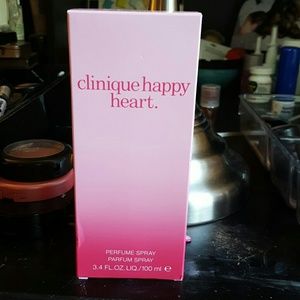 clinique happy
heart.
PERFUME SPRAY
PARFUM SPRAY
3.4 FL.OZ. LIQ./100 ml ℮